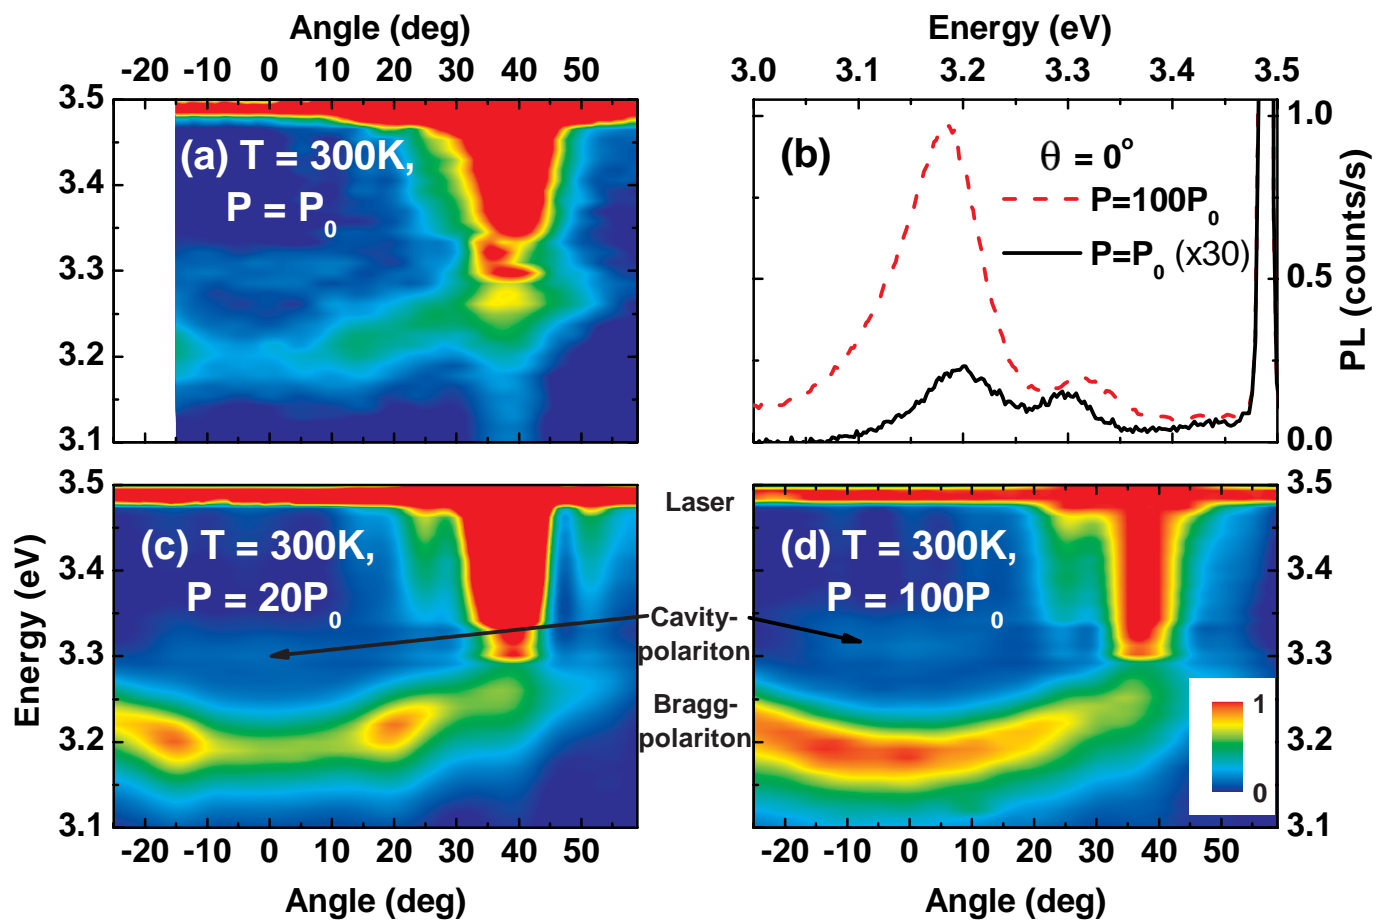 Angle (deg)
-20 -10 0 10 20 30 40 50
3.5
3.4
3.3
3.2
3.1
(a) T = 300K,
P = P0
Energy (eV)
3.0 3.1 3.2 3.3 3.4 3.5
(b)
θ = 0o
P=100P0
P=P0 (x30)
1.0
0.5
0.0
PL (counts/s)
Energy (eV)
3.5
3.4
3.3
3.2
3.1
(c) T = 300K,
P = 20P0
-20 -10 0 10 20 30 40 50
Angle (deg)
Laser
Cavity-
polariton
Bragg-
polariton
(d) T = 300K,
P = 100P0
1
0
3.5
3.4
3.3
3.2
3.1
-20 -10 0 10 20 30 40 50
Angle (deg)